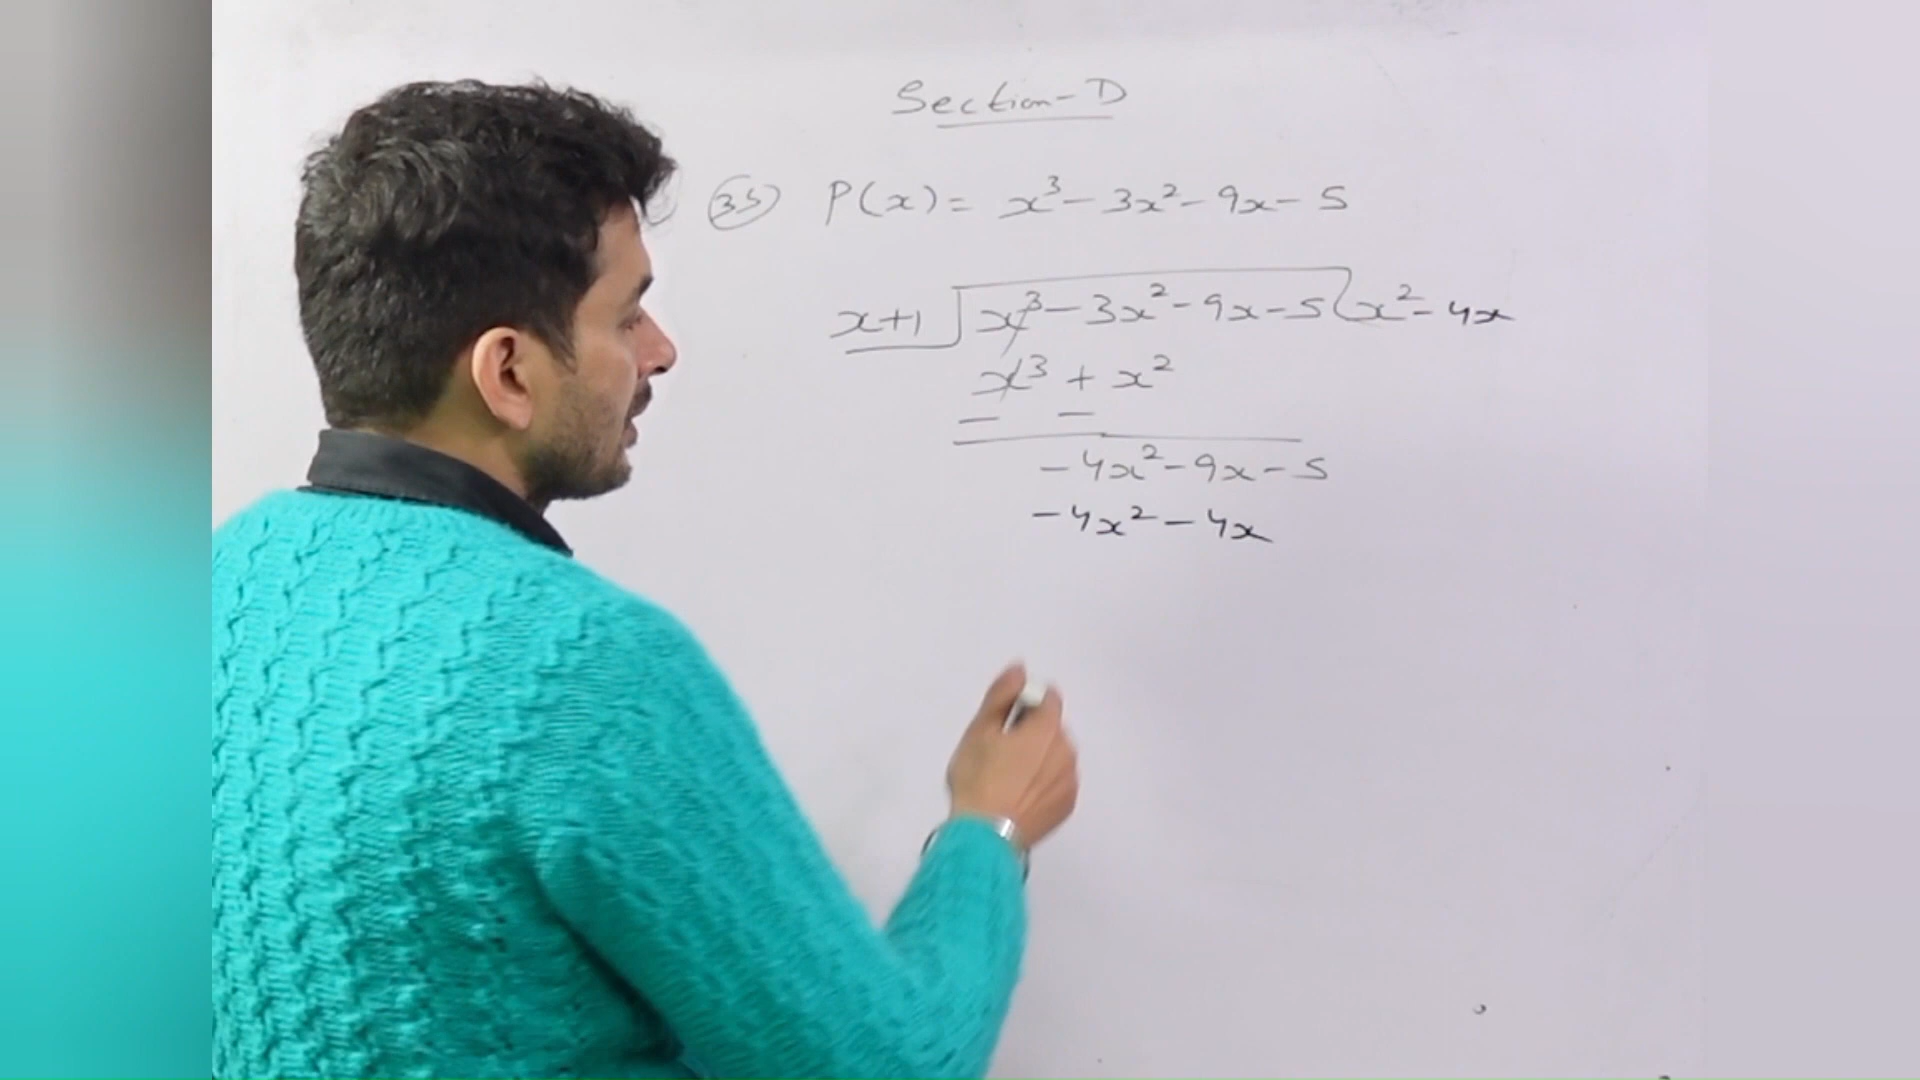 Section-D
35 P(x) = x³ - 3x² - 9x - 5
x+1 x³ - 3x² - 9x - 5 x² - 4x
x³ + x²
- -
-4x² - 9x - 5
-4x² - 4x